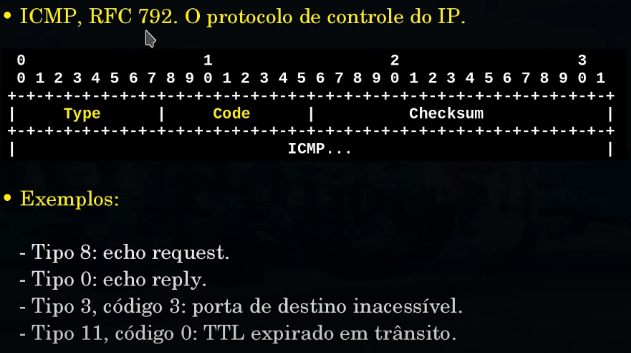 • ICMP, RFC 792. O protocolo de controle do IP.
0                   1                   2                   3
0 1 2 3 4 5 6 7 8 9 0 1 2 3 4 5 6 7 8 9 0 1 2 3 4 5 6 7 8 9 0 1
+-+-+-+-+-+-+-+-+-+-+-+-+-+-+-+-+-+-+-+-+-+-+-+-+-+-+-+-+-+-+-+-+
|     Type      |     Code      |          Checksum             |
+-+-+-+-+-+-+-+-+-+-+-+-+-+-+-+-+-+-+-+-+-+-+-+-+-+-+-+-+-+-+-+-+
|                             ICMP...                           |
• Exemplos:
- Tipo 8: echo request.
- Tipo 0: echo reply.
- Tipo 3, código 3: porta de destino inacessível.
- Tipo 11, código 0: TTL expirado em trânsito.